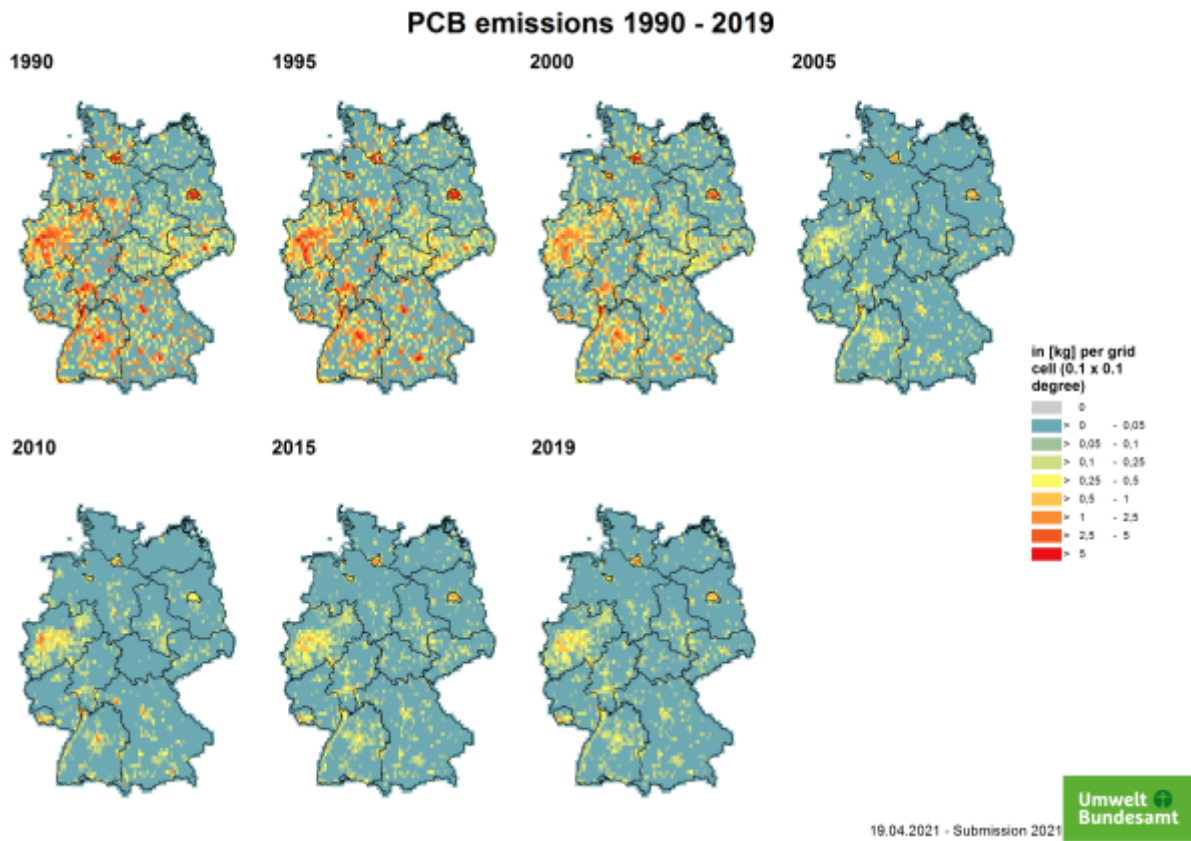 PCB emissions 1990 - 2019
1990
1995
2000
2005
in [kg] per grid
cell (0.1 x 0.1
degree)
0
> 0 - 0,05
> 0,05 - 0,1
> 0,1 - 0,25
> 0,25 - 0,5
> 0,5 - 1
> 1 - 2,5
> 2,5 - 5
> 5
2010
2015
2019
19.04.2021 - Submission 2021
Umwelt
Bundesamt